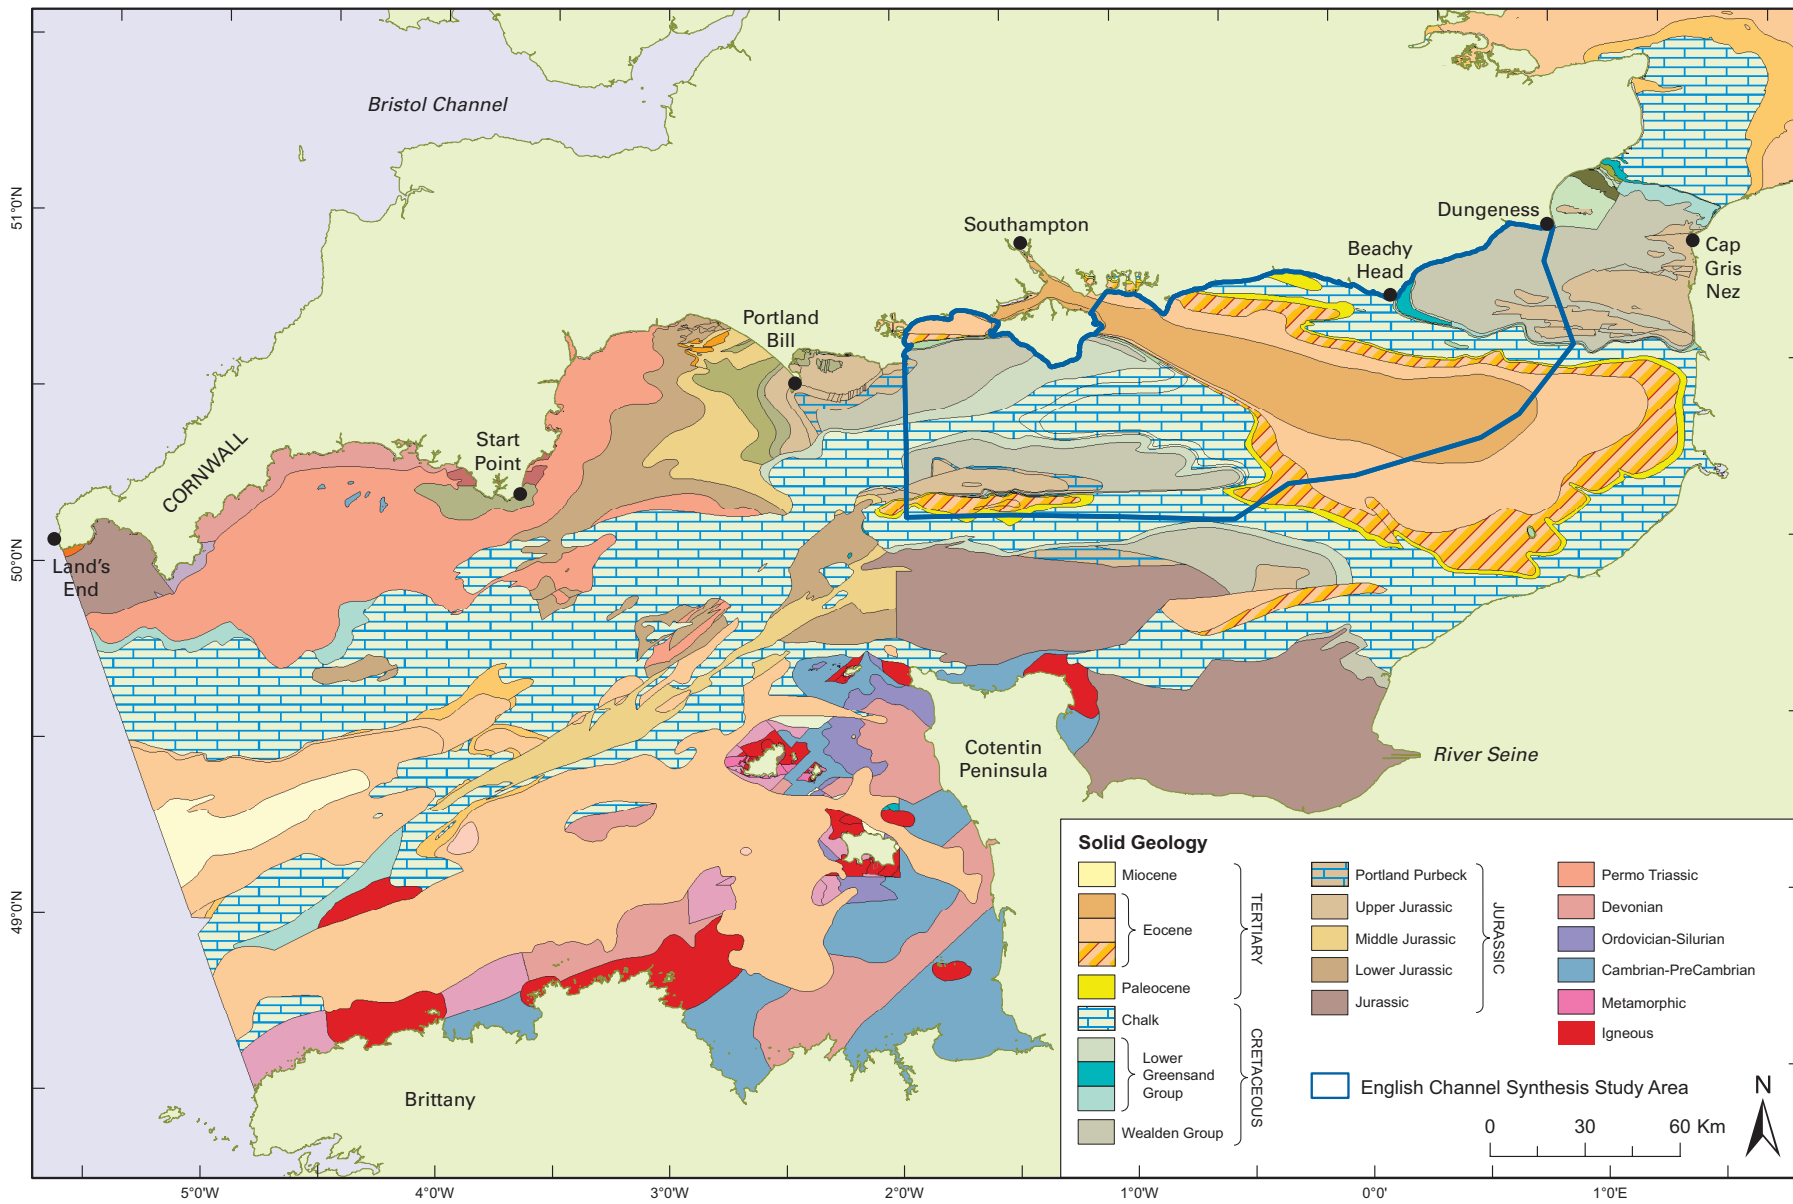 Bristol Channel
Southampton
Dungeness
Beachy
Head
Cap
Gris
Nez
Portland
Bill
Start
Point
CORNWALL
Land's
End
Cotentin
Peninsula
River Seine
Brittany
51°0'N
50°0'N
49°0'N
5°0'W
4°0'W
3°0'W
2°0'W
1°0'W
0°0'
1°0'E
Solid Geology
Miocene
Eocene
Paleocene
TERTIARY
Chalk
Lower
Greensand
Group
Wealden Group
CRETACEOUS
Portland Purbeck
Upper Jurassic
Middle Jurassic
Lower Jurassic
Jurassic
JURASSIC
Permo Triassic
Devonian
Ordovician-Silurian
Cambrian-PreCambrian
Metamorphic
Igneous
English Channel Synthesis Study Area
N
0 30 60 Km